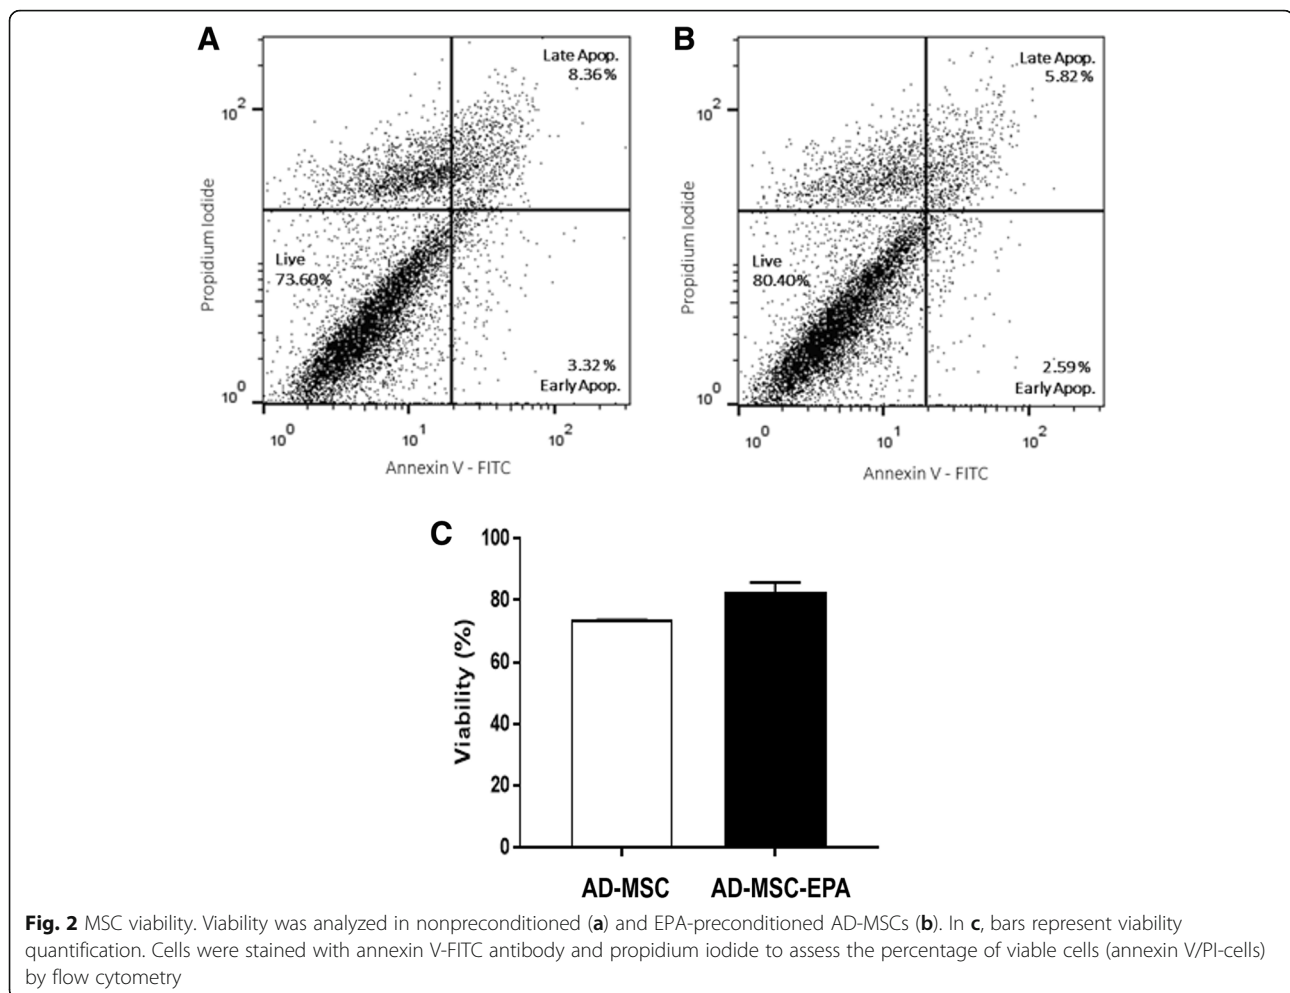 A
Late Apop.
8.36%
10²
Propidium Iodide
Live
73.60%
3.32%
Early Apop.
10⁰
10⁰ 10¹ 10²
Annexin V - FITC
B
Late Apop.
5.82%
10²
Propidium Iodide
Live
80.40%
2.59%
Early Apop.
10⁰
10⁰ 10¹ 10²
Annexin V - FITC
C
100
80
60
40
20
0
Viability (%)
AD-MSC AD-MSC-EPA
Fig. 2 MSC viability. Viability was analyzed in nonpreconditioned (a) and EPA-preconditioned AD-MSCs (b). In c, bars represent viability
quantification. Cells were stained with annexin V-FITC antibody and propidium iodide to assess the percentage of viable cells (annexin V/PI-cells)
by flow cytometry